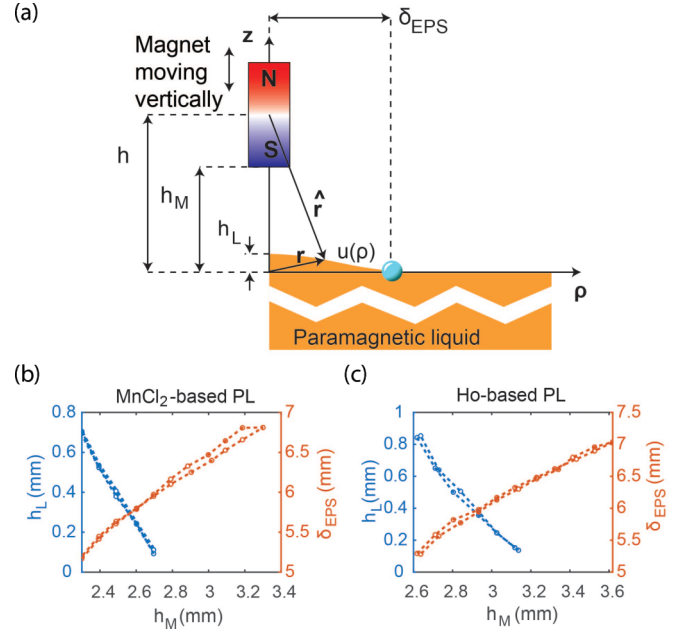 (a)
δEPS
z
Magnet
moving
vertically
N
S
h
hM
r̂
hL
r
u(ρ)
ρ
Paramagnetic liquid
(b)
MnCl2-based PL
0.8
0.6
0.4
0.2
0
hL (mm)
7
6.5
6
5.5
5
δEPS (mm)
2.4 2.6 2.8 3 3.2 3.4
hM (mm)
(c)
Ho-based PL
1
0.8
0.6
0.4
0.2
0
hL (mm)
7.5
7
6.5
6
5.5
5
δEPS (mm)
2.6 2.8 3 3.2 3.4 3.6
hM (mm)